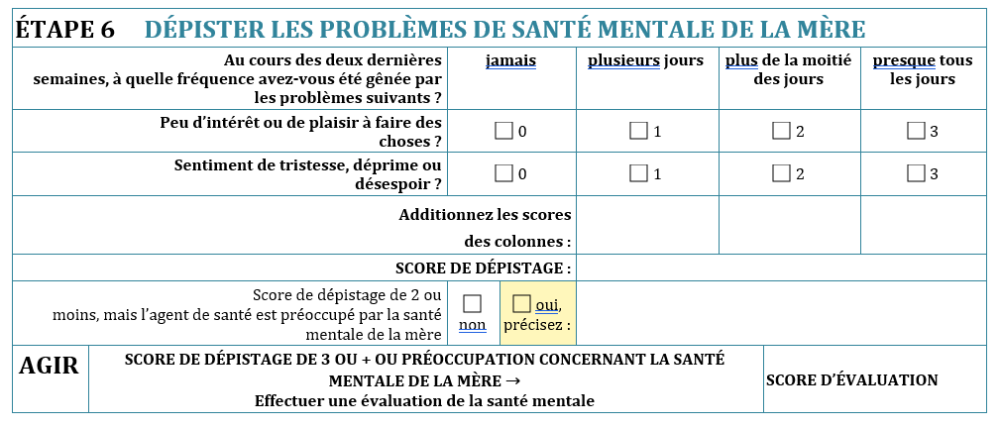 ÉTAPE 6 DÉPISTER LES PROBLÈMES DE SANTÉ MENTALE DE LA MÈRE
Au cours des deux dernières
semaines, à quelle fréquence avez-vous été gênée par
les problèmes suivants ?
jamais
plusieurs jours
plus de la moitié
des jours
presque tous
les jours
Peu d’intérêt ou de plaisir à faire des
choses ?
☐ 0
☐ 1
☐ 2
☐ 3
Sentiment de tristesse, déprime ou
désespoir ?
☐ 0
☐ 1
☐ 2
☐ 3
Additionnez les scores
des colonnes :
SCORE DE DÉPISTAGE :
Score de dépistage de 2 ou
moins, mais l’agent de santé est préoccupé par la santé
mentale de la mère
☐
non
☐ oui,
précisez :
AGIR
SCORE DE DÉPISTAGE DE 3 OU + OU PRÉOCCUPATION CONCERNANT LA SANTÉ
MENTALE DE LA MÈRE →
Effectuer une évaluation de la santé mentale
SCORE D’ÉVALUATION